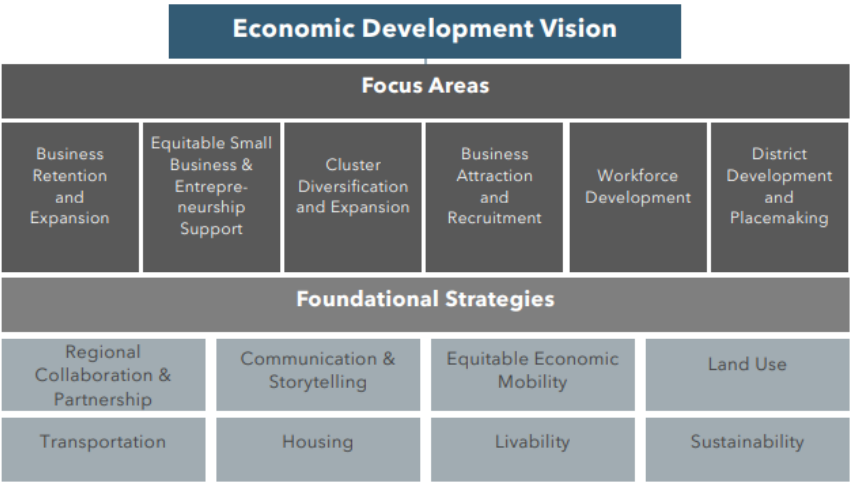 Economic Development Vision
Focus Areas
Business
Retention
and
Expansion
Equitable Small
Business &
Entrepre-
neurship
Support
Cluster
Diversification
and Expansion
Business
Attraction
and
Recruitment
Workforce
Development
District
Development
and
Placemaking
Foundational Strategies
Regional
Collaboration &
Partnership
Communication &
Storytelling
Equitable Economic
Mobility
Land Use
Transportation
Housing
Livability
Sustainability